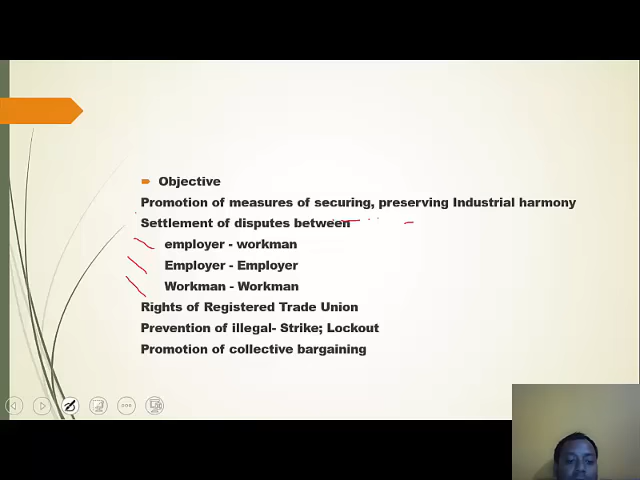 Objective
Promotion of measures of securing, preserving Industrial harmony
Settlement of disputes between
employer - workman
Employer - Employer
Workman - Workman
Rights of Registered Trade Union
Prevention of illegal- Strike; Lockout
Promotion of collective bargaining